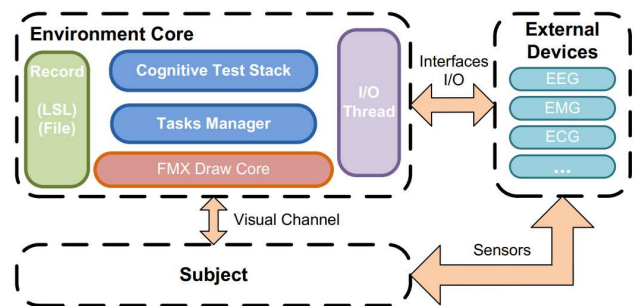 Environment Core
Record
(LSL)
(File)
Cognitive Test Stack
Tasks Manager
FMX Draw Core
I/O
Thread
Interfaces
I/O
External
Devices
EEG
EMG
ECG
...
Visual Channel
Subject
Sensors